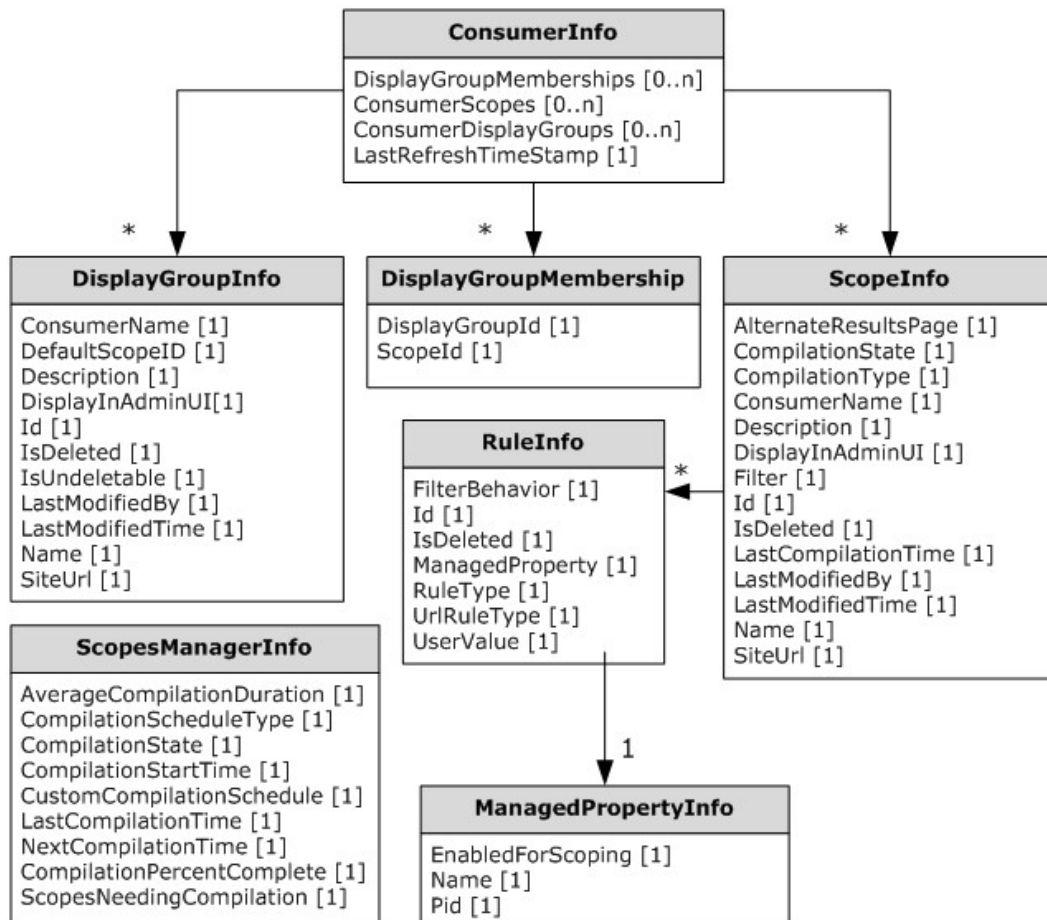 ConsumerInfo
DisplayGroupMemberships [0..n]
ConsumerScopes [0..n]
ConsumerDisplayGroups [0..n]
LastRefreshTimeStamp [1]
*
*
*
DisplayGroupInfo
ConsumerName [1]
DefaultScopeID [1]
Description [1]
DisplayInAdminUI[1]
Id [1]
IsDeleted [1]
IsUndeletable [1]
LastModifiedBy [1]
LastModifiedTime [1]
Name [1]
SiteUrl [1]
DisplayGroupMembership
DisplayGroupId [1]
ScopeId [1]
ScopeInfo
AlternateResultsPage [1]
CompilationState [1]
CompilationType [1]
ConsumerName [1]
Description [1]
DisplayInAdminUI [1]
Filter [1]
Id [1]
IsDeleted [1]
LastCompilationTime [1]
LastModifiedBy [1]
LastModifiedTime [1]
Name [1]
SiteUrl [1]
RuleInfo
*
FilterBehavior [1]
Id [1]
IsDeleted [1]
ManagedProperty [1]
RuleType [1]
UrlRuleType [1]
UserValue [1]
ScopesManagerInfo
AverageCompilationDuration [1]
CompilationScheduleType [1]
CompilationState [1]
CompilationStartTime [1]
CustomCompilationSchedule [1]
LastCompilationTime [1]
NextCompilationTime [1]
CompilationPercentComplete [1]
ScopesNeedingCompilation [1]
1
ManagedPropertyInfo
EnabledForScoping [1]
Name [1]
Pid [1]